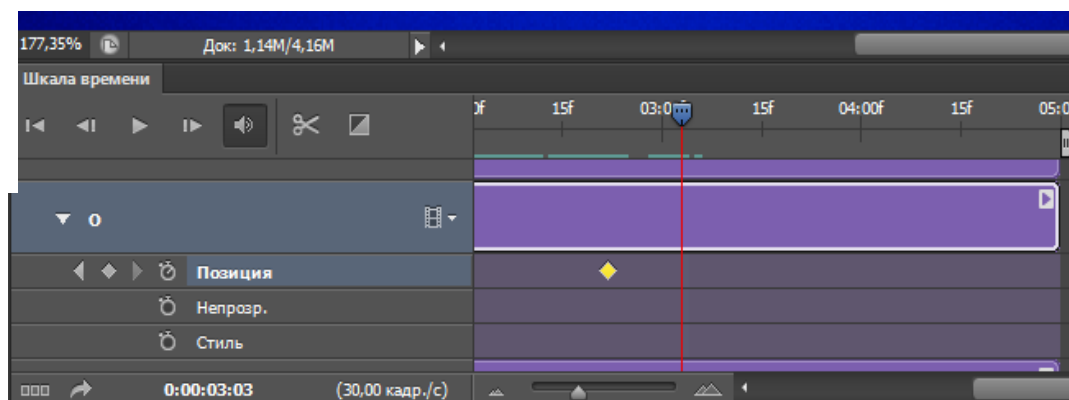 177,35% Док: 1,14M/4,16M
Шкала времени
0f 15f 03:0 15f 04:00f 15f 05:0
о
Позиция
Непрозр.
Стиль
0:00:03:03 (30,00 кадр./с)